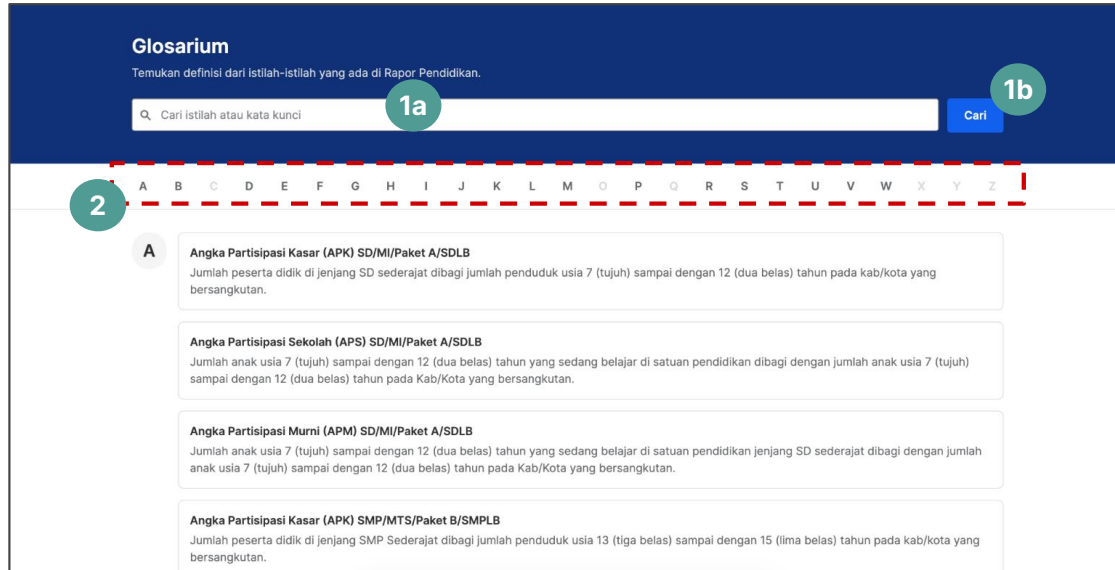 Glosarium
Temukan definisi dari istilah-istilah yang ada di Rapor Pendidikan.
1a
1b
Cari istilah atau kata kunci
Cari
A B C D E F G H I J K L M O P Q R S T U V W X Y Z
2
A
Angka Partisipasi Kasar (APK) SD/MI/Paket A/SDLB
Jumlah peserta didik di jenjang SD sederajat dibagi jumlah penduduk usia 7 (tujuh) sampai dengan 12 (dua belas) tahun pada kab/kota yang
bersangkutan.
Angka Partisipasi Sekolah (APS) SD/MI/Paket A/SDLB
Jumlah anak usia 7 (tujuh) sampai dengan 12 (dua belas) tahun yang sedang belajar di satuan pendidikan dibagi dengan jumlah anak usia 7 (tujuh)
sampai dengan 12 (dua belas) tahun pada Kab/Kota yang bersangkutan.
Angka Partisipasi Murni (APM) SD/MI/Paket A/SDLB
Jumlah anak usia 7 (tujuh) sampai dengan 12 (dua belas) tahun yang sedang belajar di satuan pendidikan jenjang SD sederajat dibagi dengan jumlah
anak usia 7 (tujuh) sampai dengan 12 (dua belas) tahun pada Kab/Kota yang bersangkutan.
Angka Partisipasi Kasar (APK) SMP/MTS/Paket B/SMPLB
Jumlah peserta didik di jenjang SMP Sederajat dibagi jumlah penduduk usia 13 (tiga belas) sampai dengan 15 (lima belas) tahun pada kab/kota yang
bersangkutan.